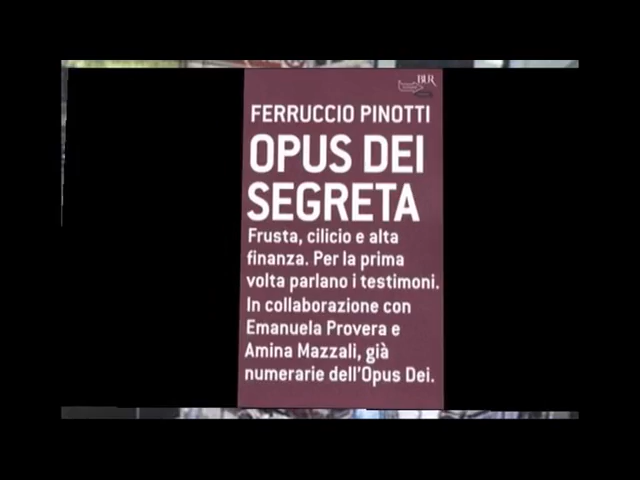 BUR
FERRUCCIO PINOTTI
OPUS DEI
SEGRETA
Frusta, cilicio e alta
finanza. Per la prima
volta parlano i testimoni.
In collaborazione con
Emanuela Provera e
Amina Mazzali, già
numerarie dell'Opus Dei.